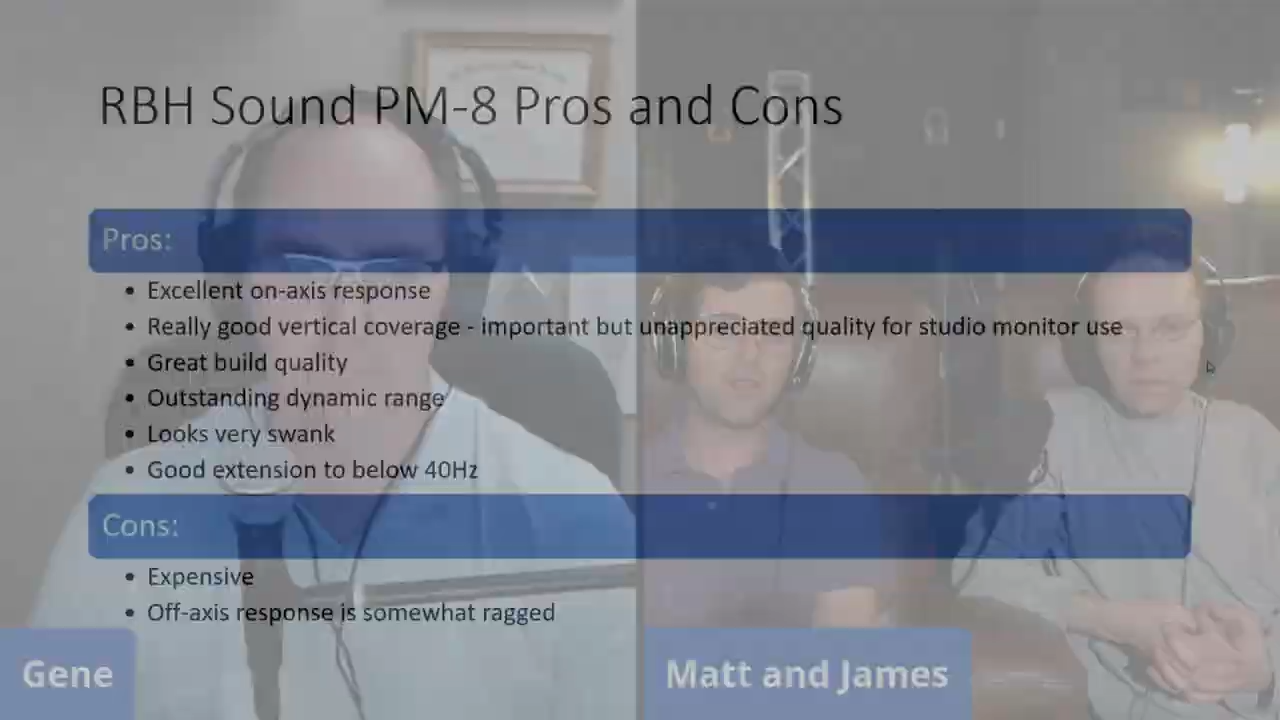 RBH Sound PM-8 Pros and Cons
Pros:
• Excellent on-axis response
• Really good vertical coverage - important but unappreciated quality for studio monitor use
• Great build quality
• Outstanding dynamic range
• Looks very swank
• Good extension to below 40Hz
Cons:
• Expensive
• Off-axis response is somewhat ragged
Gene
Matt and James